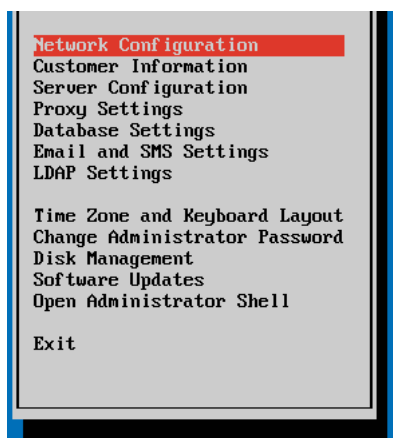 Network Configuration
Customer Information
Server Configuration
Proxy Settings
Database Settings
Email and SMS Settings
LDAP Settings
Time Zone and Keyboard Layout
Change Administrator Password
Disk Management
Software Updates
Open Administrator Shell
Exit